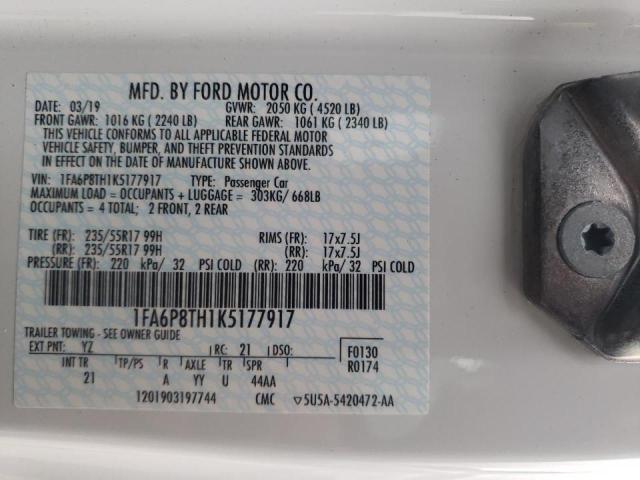 MFD. BY FORD MOTOR CO.
DATE: 03/19 GVWR: 2050 KG ( 4520 LB)
FRONT GAWR: 1016 KG ( 2240 LB) REAR GAWR: 1061 KG ( 2340 LB)
THIS VEHICLE CONFORMS TO ALL APPLICABLE FEDERAL MOTOR
VEHICLE SAFETY, BUMPER, AND THEFT PREVENTION STANDARDS
IN EFFECT ON THE DATE OF MANUFACTURE SHOWN ABOVE.
VIN: 1FA6P8TH1K5177917 TYPE: Passenger Car
MAXIMUM LOAD = OCCUPANTS + LUGGAGE = 303KG/ 668LB
OCCUPANTS = 4 TOTAL; 2 FRONT, 2 REAR
TIRE (FR): 235/55R17 99H RIMS (FR): 17x7.5J
(RR): 235/55R17 99H (RR): 17x7.5J
PRESSURE (FR): 220 kPa/ 32 PSI COLD (RR): 220 kPa/ 32 PSI COLD
1FA6P8TH1K5177917
TRAILER TOWING - SEE OWNER GUIDE
EXT PNT: YZ RC: 21 DSO: F0130
INT TR TP/PS R AXLE TR SPR R0174
21 A YY U 44AA
1201903197744 CMC ▽5U5A-5420472-AA